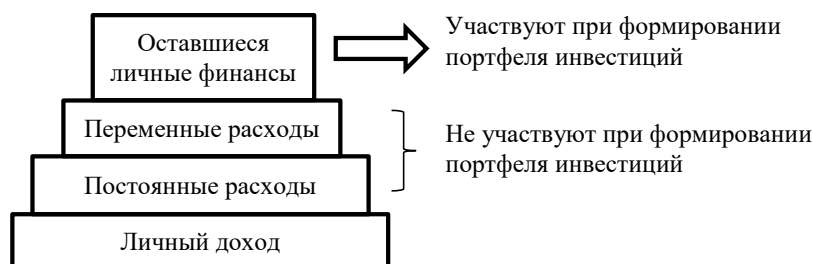 Оставшиеся
личные финансы
Участвуют при формировании
портфеля инвестиций
Переменные расходы
Постоянные расходы
Не участвуют при формировании
портфеля инвестиций
Личный доход